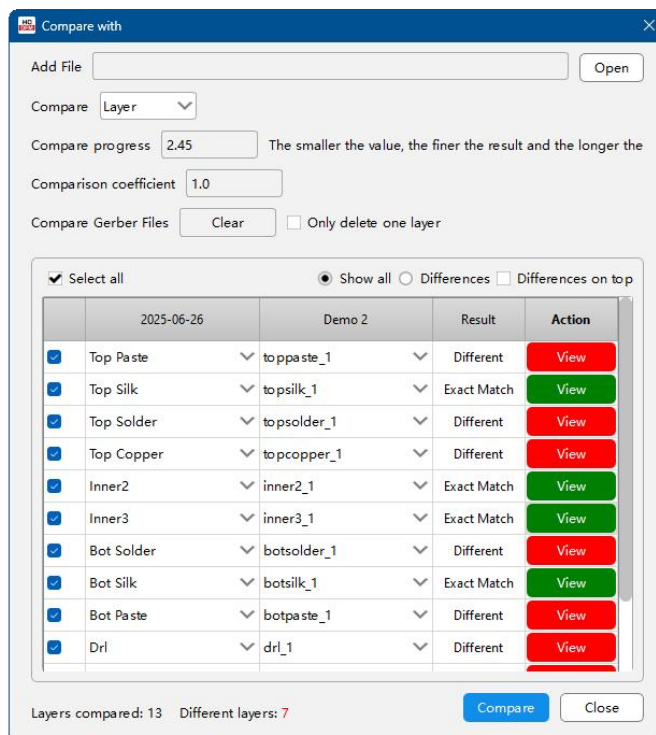 HQ DFM Compare with
Add File Open
Compare Layer
Compare progress 2.45 The smaller the value, the finer the result and the longer the
Comparison coefficient 1.0
Compare Gerber Files Clear Only delete one layer
Select all Show all Differences Differences on top
2025-06-26 Demo 2 Result Action
Top Paste toppaste_1 Different View
Top Silk topsilk_1 Exact Match View
Top Solder topsolder_1 Different View
Top Copper topcopper_1 Different View
Inner2 inner2_1 Exact Match View
Inner3 inner3_1 Exact Match View
Bot Solder botsolder_1 Different View
Bot Silk botsilk_1 Exact Match View
Bot Paste botpaste_1 Different View
Drl drl_1 Different View
Layers compared: 13 Different layers: 7 Compare Close